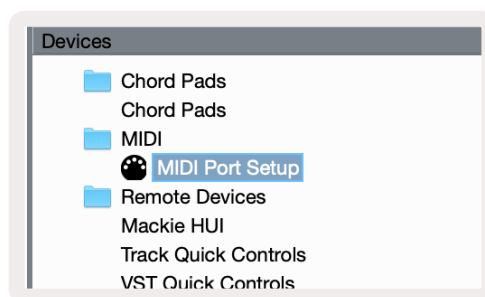 Devices
Chord Pads
Chord Pads
MIDI
MIDI Port Setup
Remote Devices
Mackie HUI
Track Quick Controls
VST Quick Controls